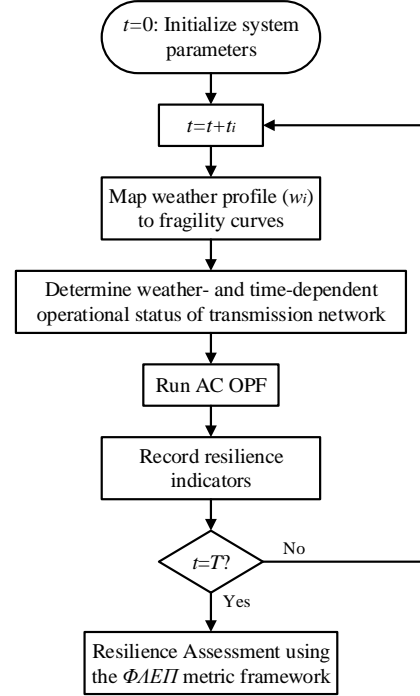 t=0: Initialize system
parameters
t=t+tᵢ
Map weather profile (wᵢ)
to fragility curves
Determine weather- and time-dependent
operational status of transmission network
Run AC OPF
Record resilience
indicators
t=T?
No
Yes
Resilience Assessment using
the ΦΛΕΠ metric framework